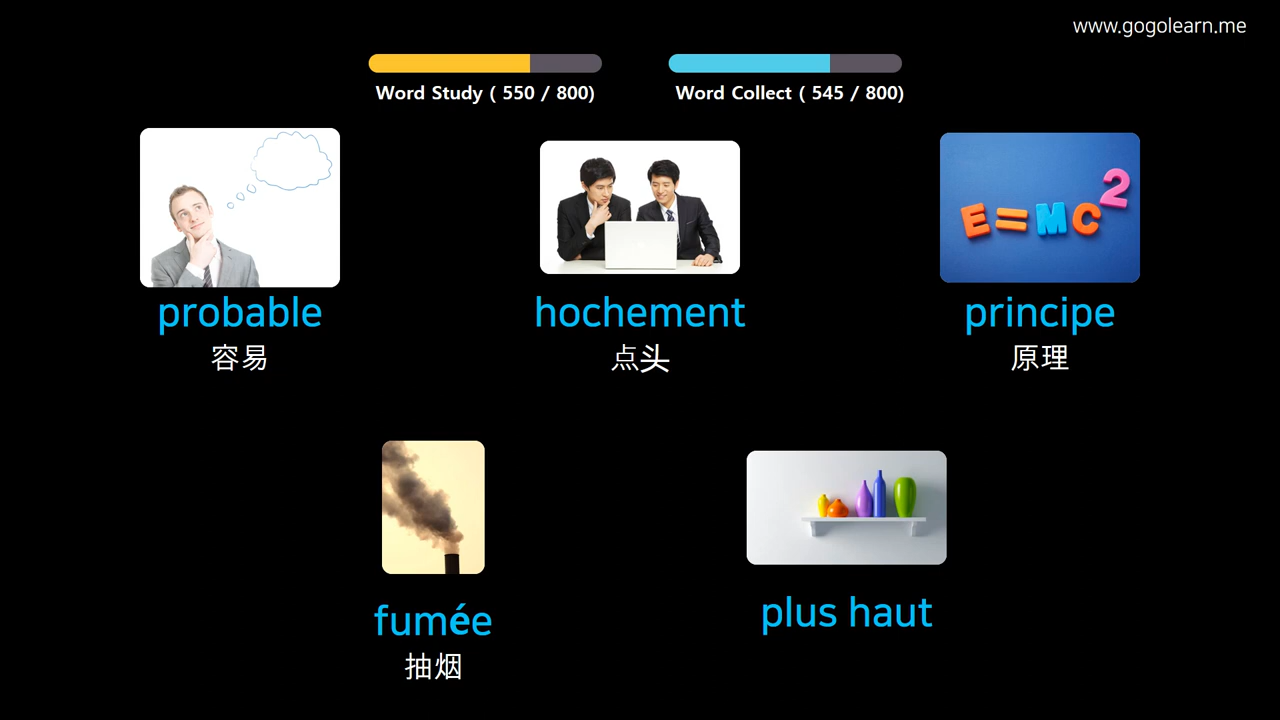 www.gogolearn.me
Word Study ( 550 / 800)
Word Collect ( 545 / 800)
E=MC2
probable
容易
hochement
点头
principe
原理
fumée
抽烟
plus haut